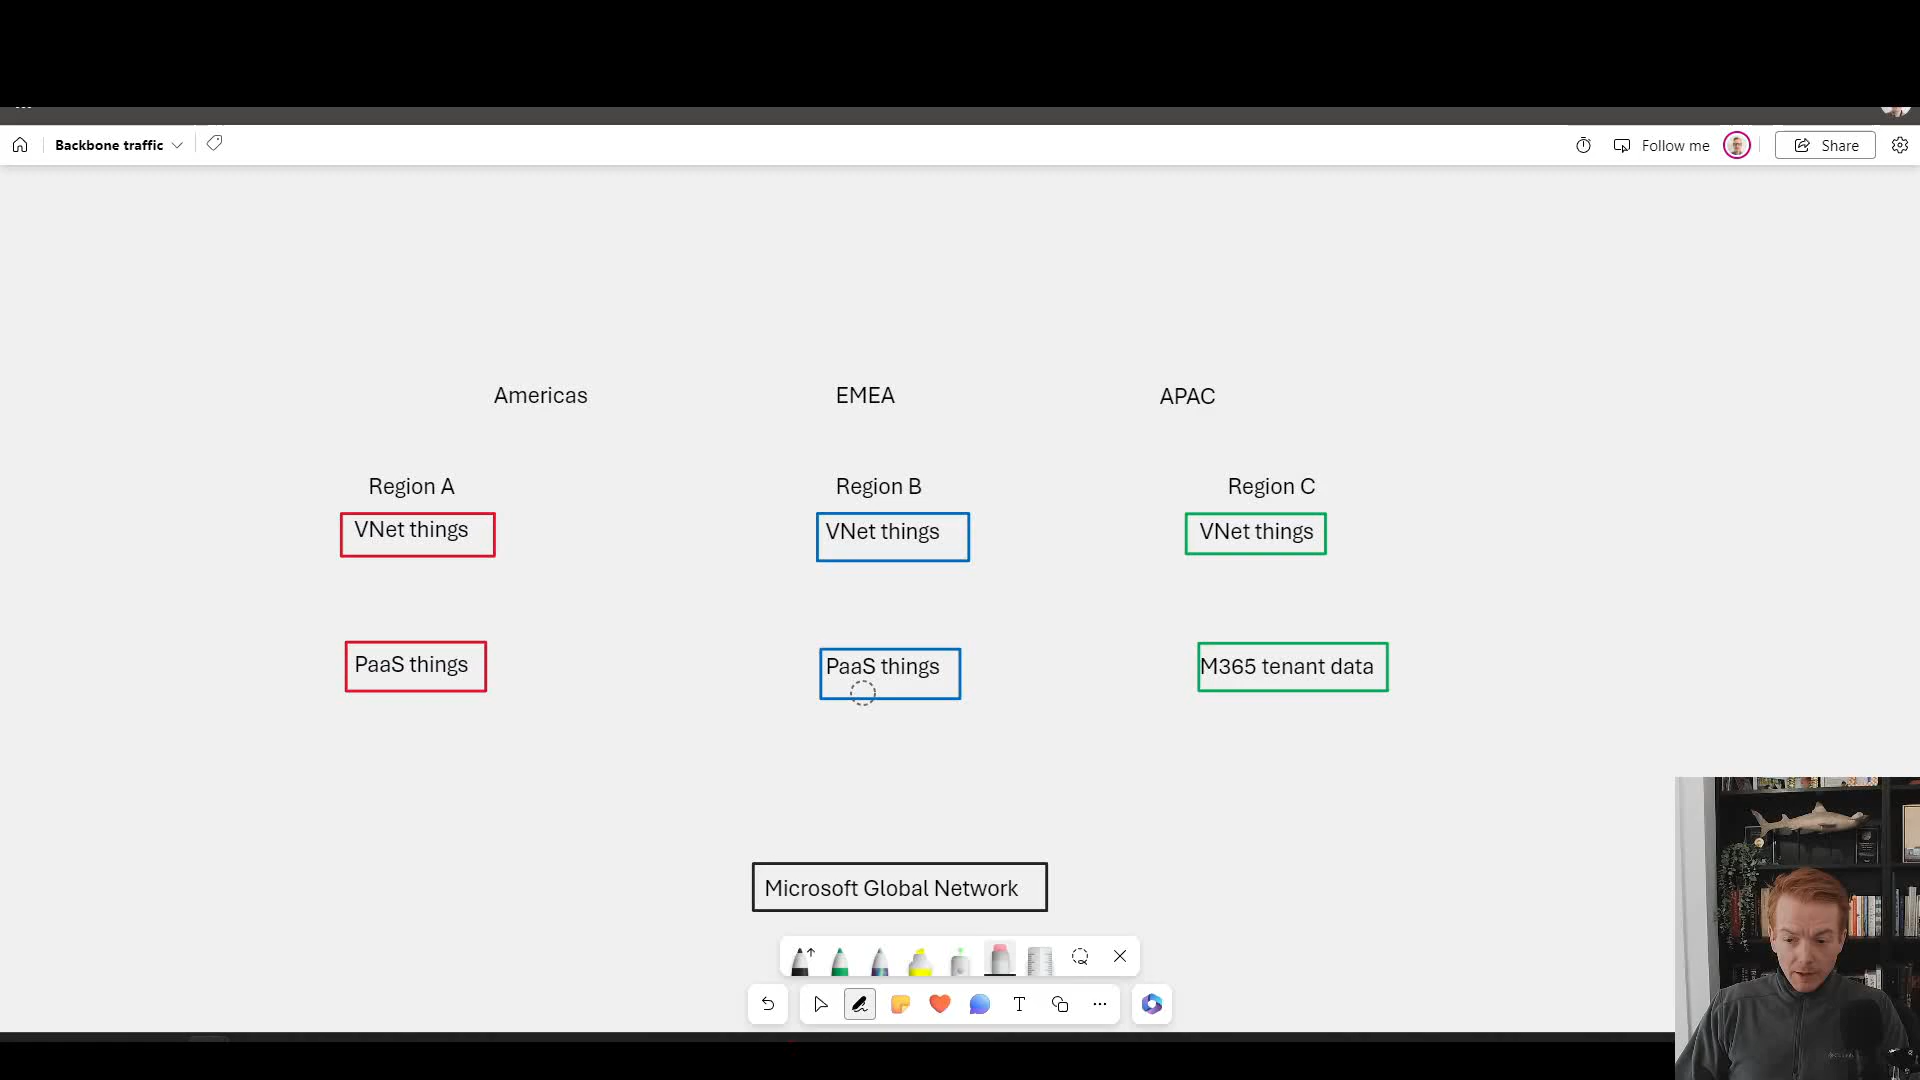 Backbone traffic
Follow me
Share
Americas
EMEA
APAC
Region A
Region B
Region C
VNet things
VNet things
VNet things
PaaS things
PaaS things
M365 tenant data
Microsoft Global Network
T